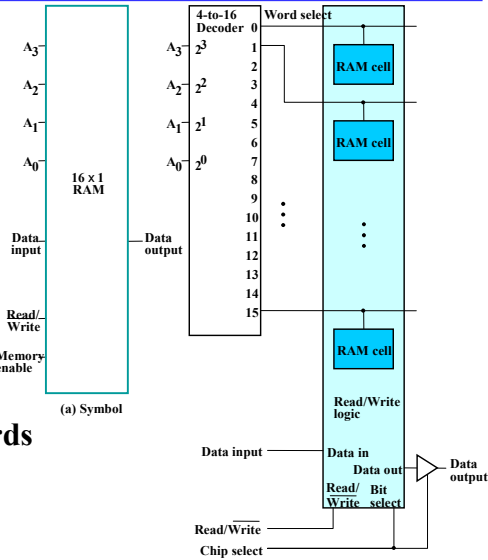 A3
A2
A1
A0
16 x 1
RAM
Data
input
Data
output
Read/
Write
Memory
enable
(a) Symbol
rds
4-to-16
Decoder
Word select
A3 2^3
A2 2^2
A1 2^1
A0 2^0
0
1
2
3
4
5
6
7
8
9
10
11
12
13
14
15
RAM cell
RAM cell
RAM cell
Read/Write
logic
Data input
Data in
Data out
Data
output
Read/
Write
Bit
select
Read/Write
Chip select